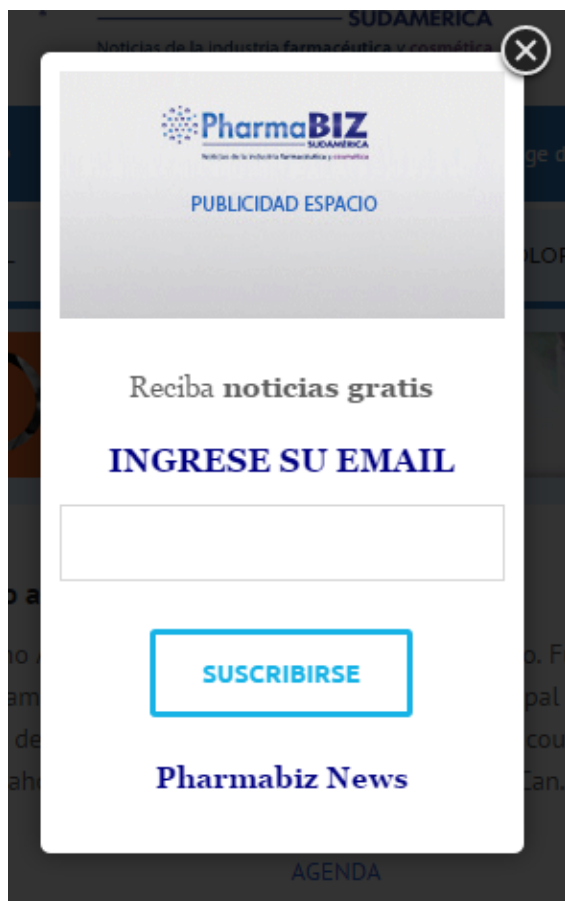 SUDAMERICA
Noticias de la industria farmacéutica y cosmética
PharmaBIZ
SUDAMÉRICA
Noticias de la industria farmacéutica y cosmética
PUBLICIDAD ESPACIO
Reciba noticias gratis
INGRESE SU EMAIL
SUSCRIBIRSE
Pharmabiz News
AGENDA